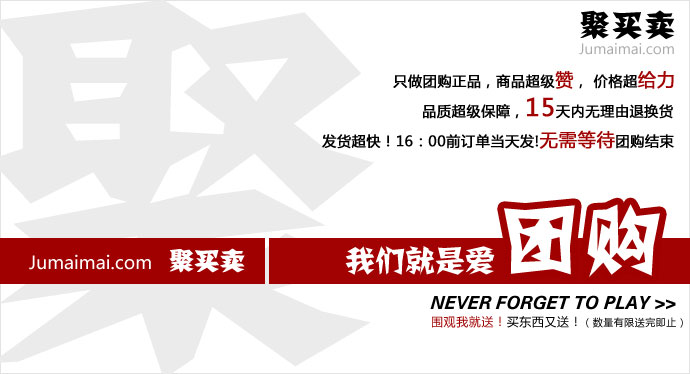 聚买卖
Jumaimai.com
只做团购正品，商品超级赞， 价格超给力
品质超级保障，15天内无理由退换货
发货超快！16：00前订单当天发!无需等待团购结束
聚
Jumaimai.com 聚买卖
我们就是爱团购
NEVER FORGET TO PLAY >>
围观我就送！买东西又送！（数量有限送完即止）